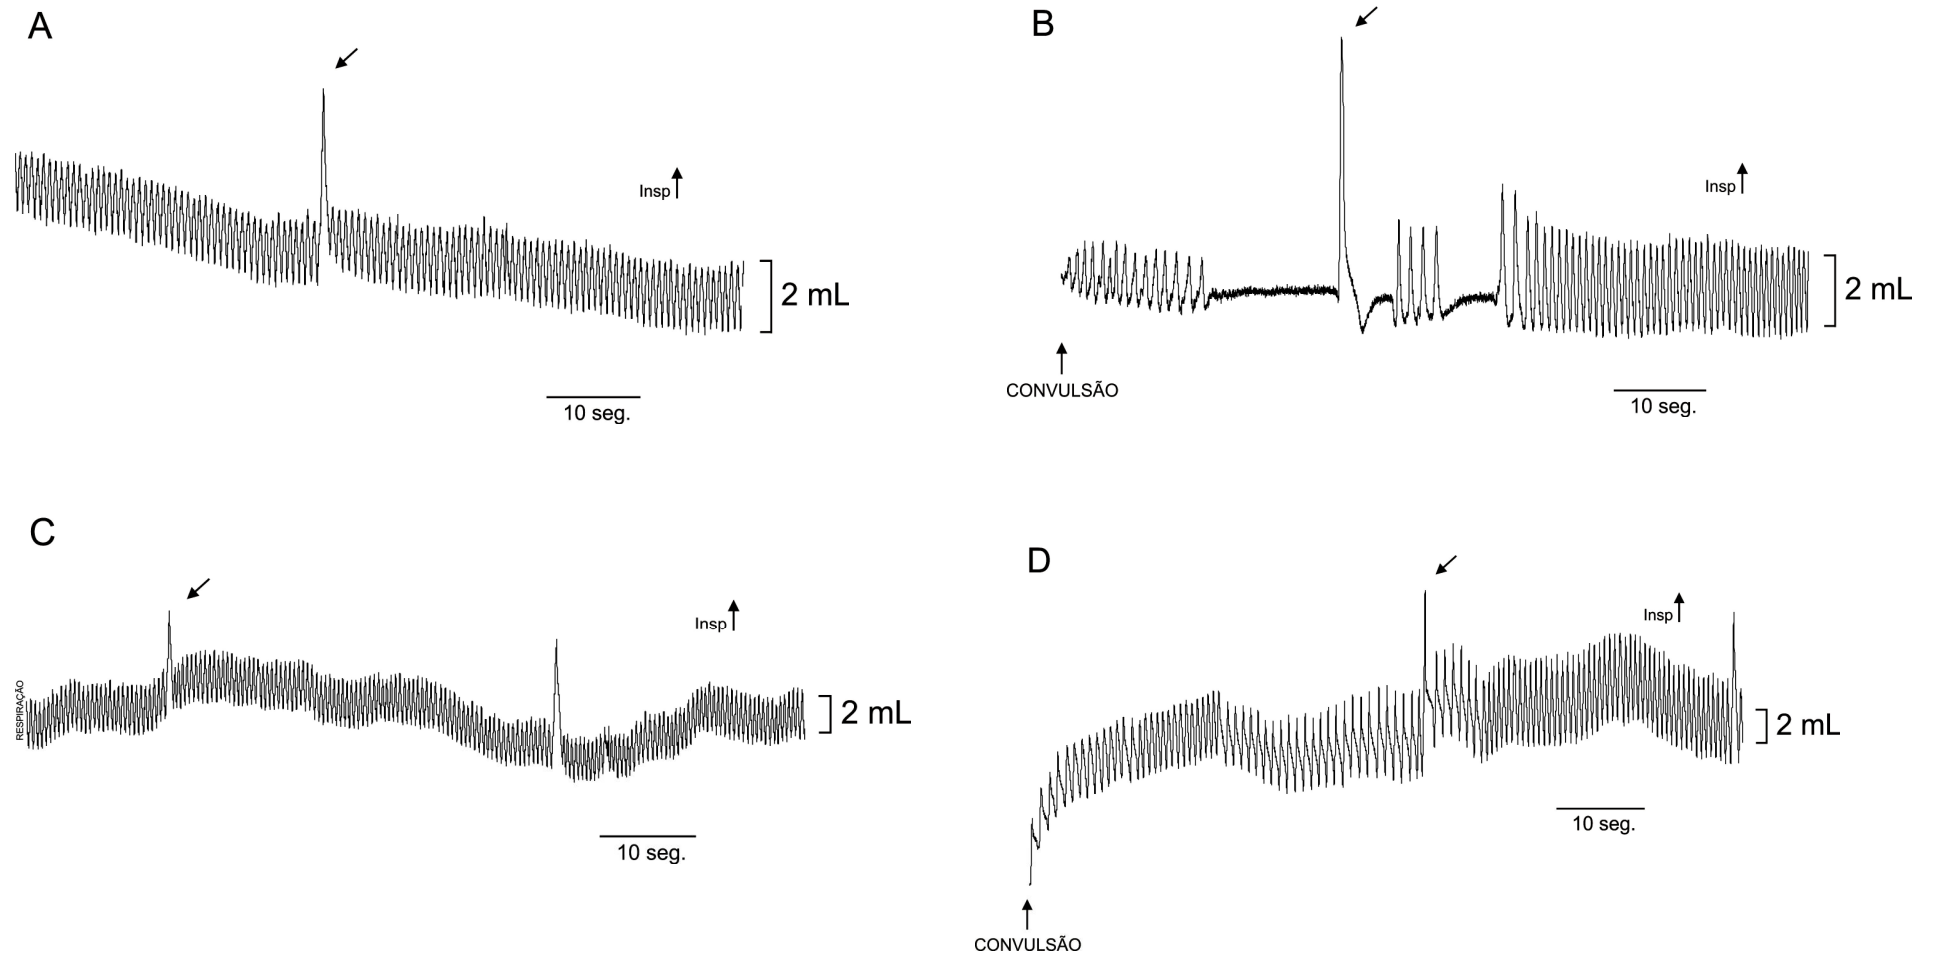 A
Insp
2 mL
10 seg.
B
Insp
2 mL
CONVULSÃO
10 seg.
C
Insp
RESPIRAÇÃO
2 mL
10 seg.
D
Insp
2 mL
10 seg.
CONVULSÃO